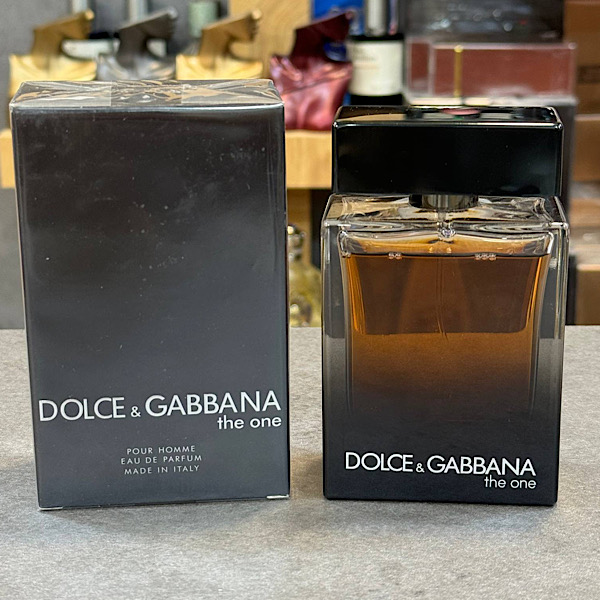 DOLCE & GABBANA
the one
POUR HOMME
EAU DE PARFUM
MADE IN ITALY
DOLCE & GABBANA
the one